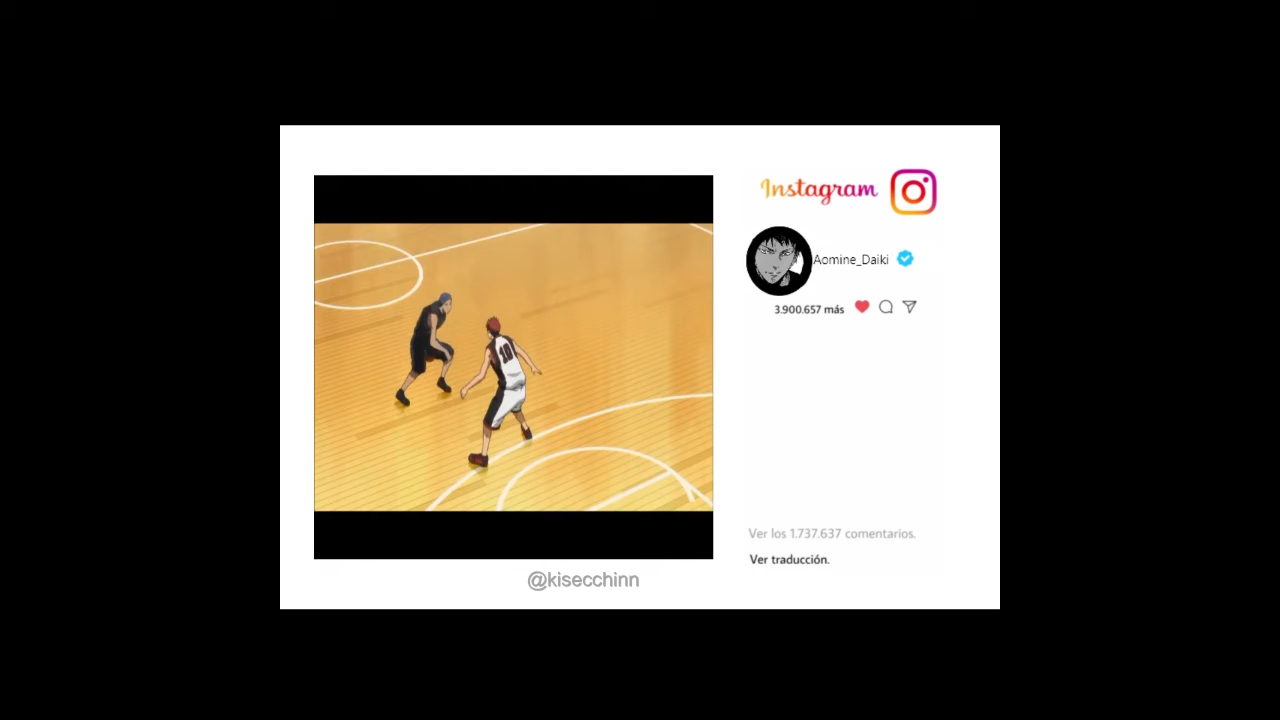 Instagram
Aomine_Daiki
3.900.657 más
10
Ver los 1.737.637 comentarios.
Ver traducción.
@kisecchinn